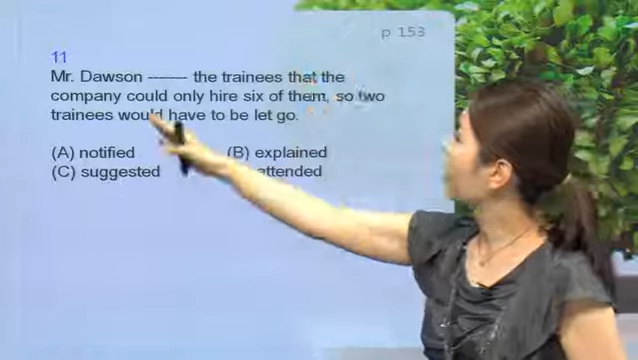 p 153
11
Mr. Dawson ------- the trainees that the
company could only hire six of them, so two
trainees would have to be let go.
(A) notified (B) explained
(C) suggested attended